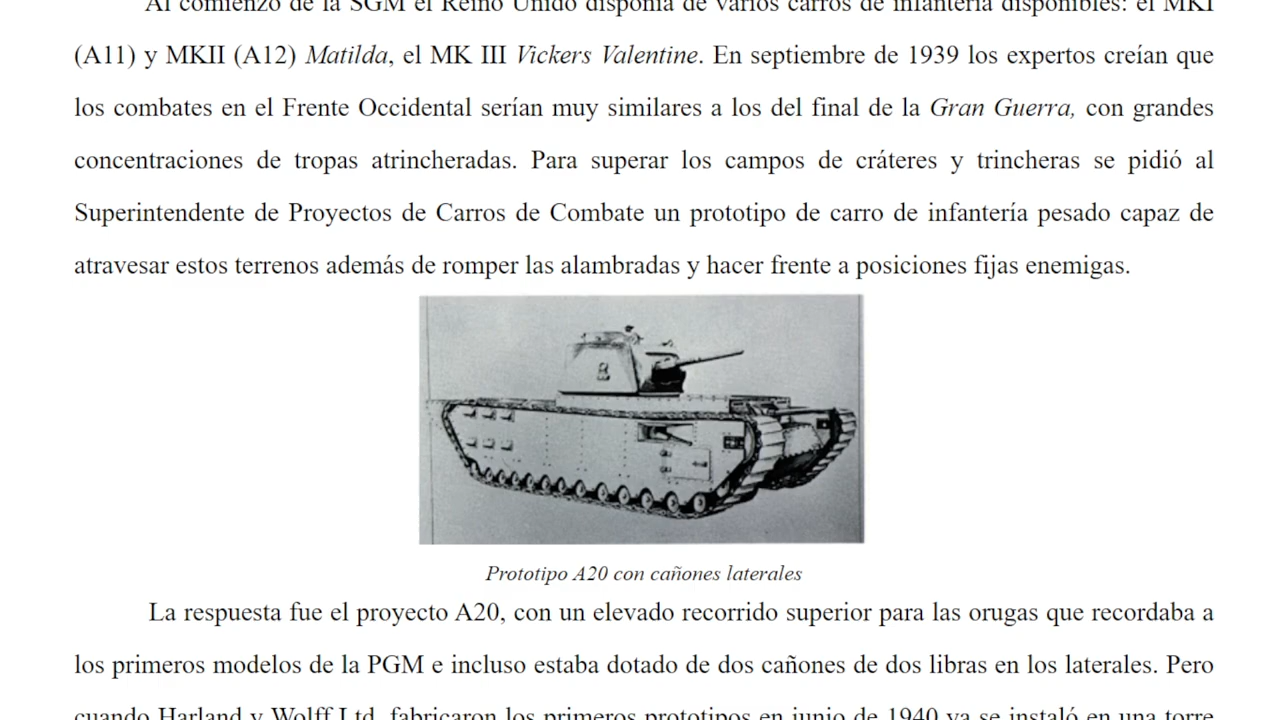 Al comienzo de la SGM el Reino Unido disponía de varios carros de infantería disponibles: el MKI
(A11) y MKII (A12) Matilda, el MK III Vickers Valentine. En septiembre de 1939 los expertos creían que
los combates en el Frente Occidental serían muy similares a los del final de la Gran Guerra, con grandes
concentraciones de tropas atrincheradas. Para superar los campos de cráteres y trincheras se pidió al
Superintendente de Proyectos de Carros de Combate un prototipo de carro de infantería pesado capaz de
atravesar estos terrenos además de romper las alambradas y hacer frente a posiciones fijas enemigas.
Prototipo A20 con cañones laterales
La respuesta fue el proyecto A20, con un elevado recorrido superior para las orugas que recordaba a
los primeros modelos de la PGM e incluso estaba dotado de dos cañones de dos libras en los laterales. Pero
cuando Harland y Wolff Ltd. fabricaron los primeros prototipos en junio de 1940 ya se instaló en una torre